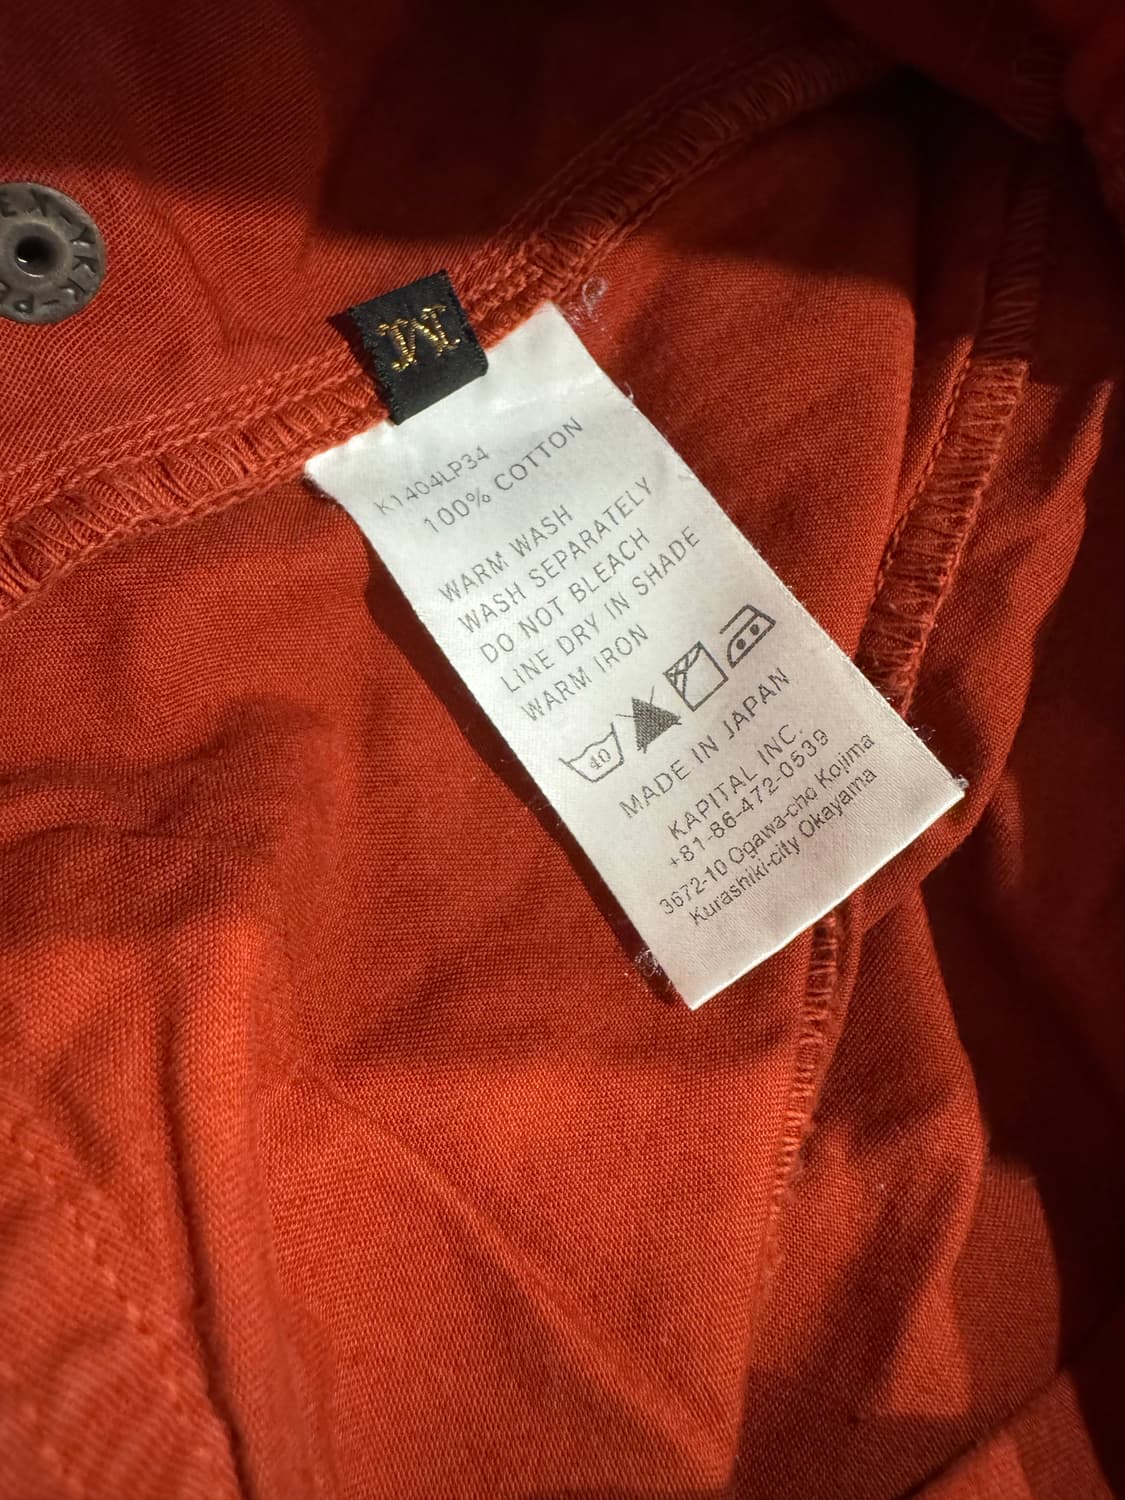 M
K1404LP34
100% COTTON
WARM WASH
WASH SEPARATELY
DO NOT BLEACH
LINE DRY IN SHADE
WARM IRON
40
MADE IN JAPAN
KAPITAL INC.
+81-86-472-0539
3672-10 Ogawa-cho Kojima
Kurashiki-city Okayama